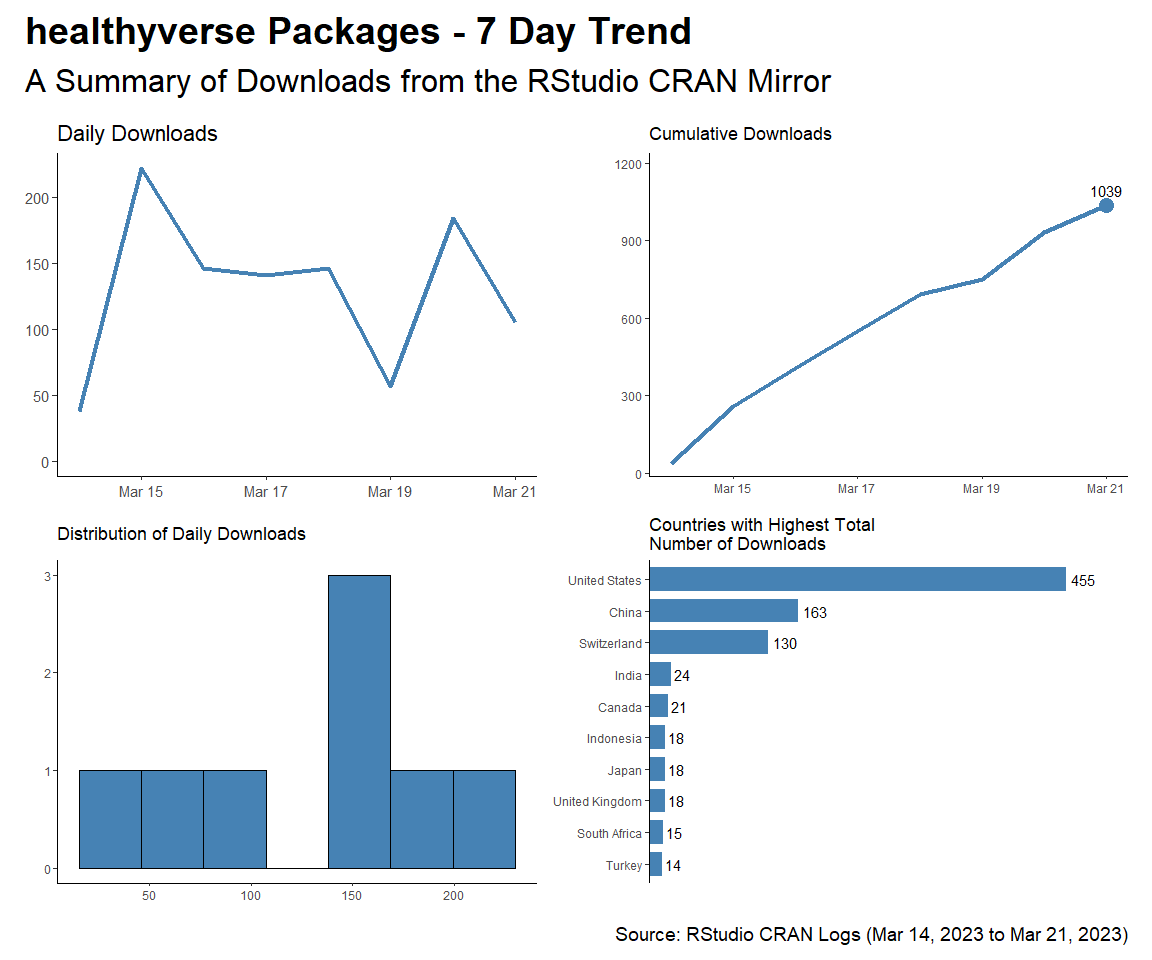 healthyverse Packages - 7 Day Trend
A Summary of Downloads from the RStudio CRAN Mirror
Daily Downloads
200
150
100
50
0
Mar 15 Mar 17 Mar 19 Mar 21
Cumulative Downloads
1200
900
600
300
0
1039
Mar 15 Mar 17 Mar 19 Mar 21
Distribution of Daily Downloads
3
2
1
0
50 100 150 200
Countries with Highest Total
Number of Downloads
United States 455
China 163
Switzerland 130
India 24
Canada 21
Indonesia 18
Japan 18
United Kingdom 18
South Africa 15
Turkey 14
Source: RStudio CRAN Logs (Mar 14, 2023 to Mar 21, 2023)